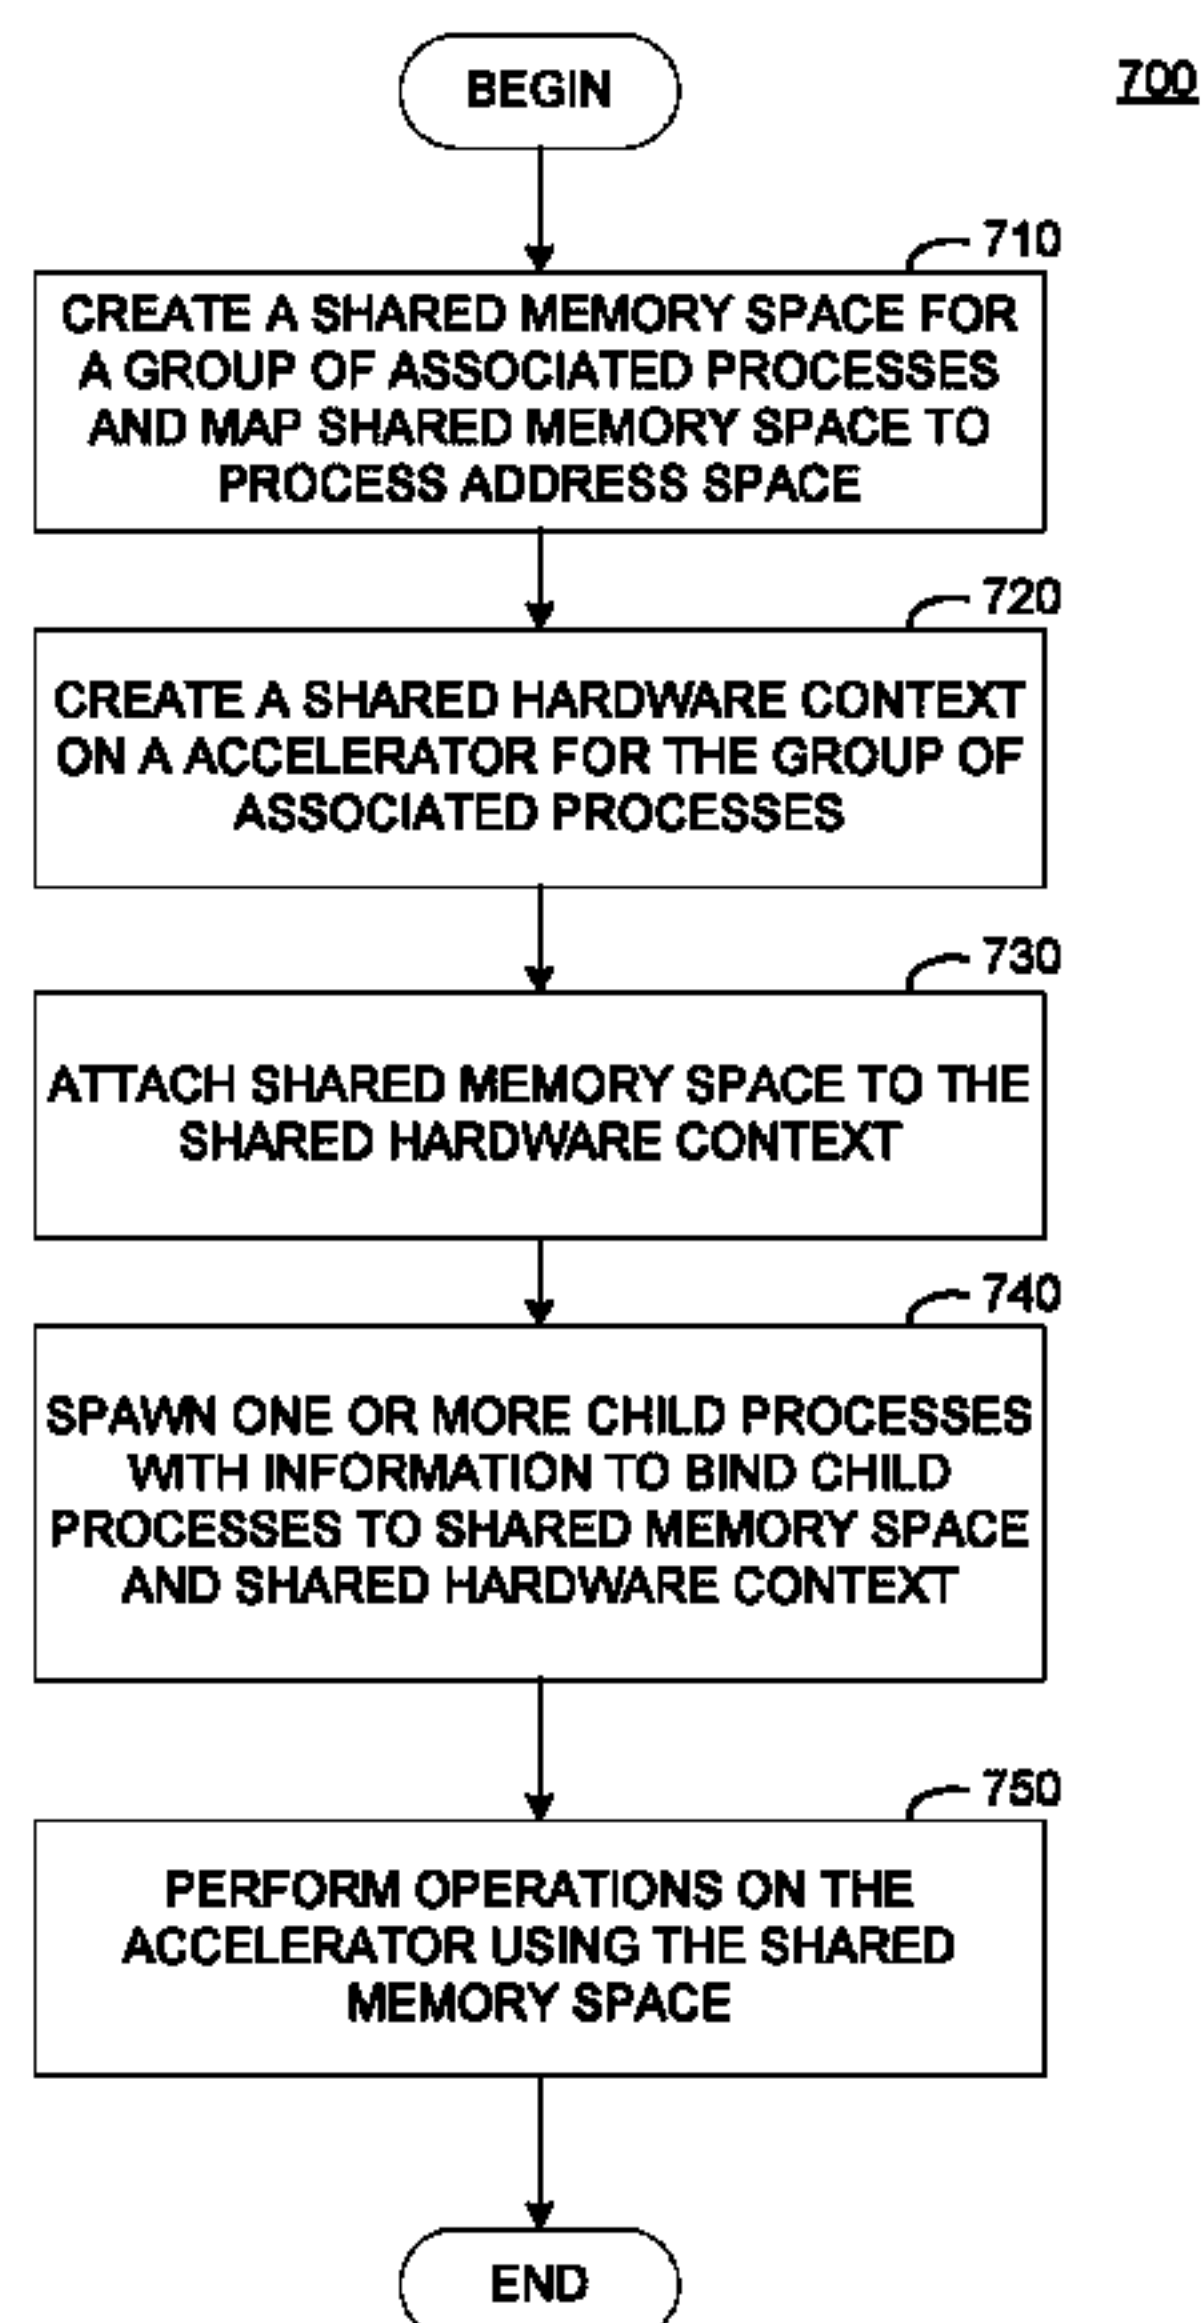 BEGIN
700
710
CREATE A SHARED MEMORY SPACE FOR
A GROUP OF ASSOCIATED PROCESSES
AND MAP SHARED MEMORY SPACE TO
PROCESS ADDRESS SPACE
720
CREATE A SHARED HARDWARE CONTEXT
ON A ACCELERATOR FOR THE GROUP OF
ASSOCIATED PROCESSES
730
ATTACH SHARED MEMORY SPACE TO THE
SHARED HARDWARE CONTEXT
740
SPAWN ONE OR MORE CHILD PROCESSES
WITH INFORMATION TO BIND CHILD
PROCESSES TO SHARED MEMORY SPACE
AND SHARED HARDWARE CONTEXT
750
PERFORM OPERATIONS ON THE
ACCELERATOR USING THE SHARED
MEMORY SPACE
END